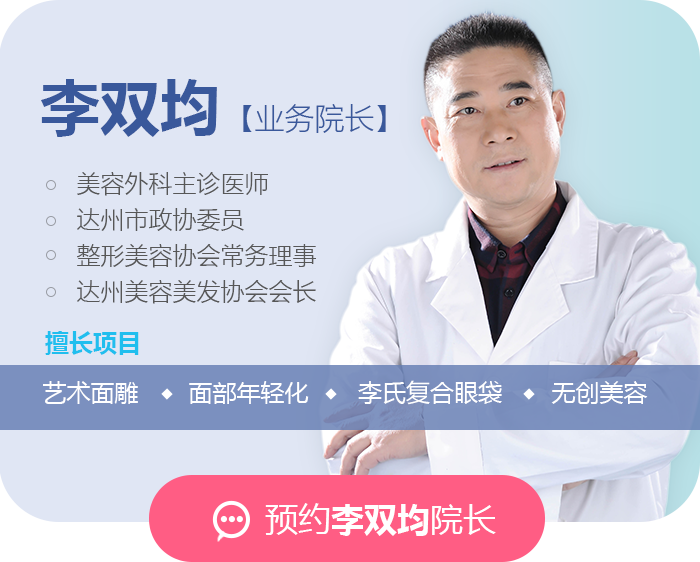 李双均【业务院长】
美容外科主诊医师
达州市政协委员
整形美容协会常务理事
达州美容美发协会会长
擅长项目
艺术面雕 ◆ 面部年轻化 ◆ 李氏复合眼袋 ◆ 无创美容
预约李双均院长